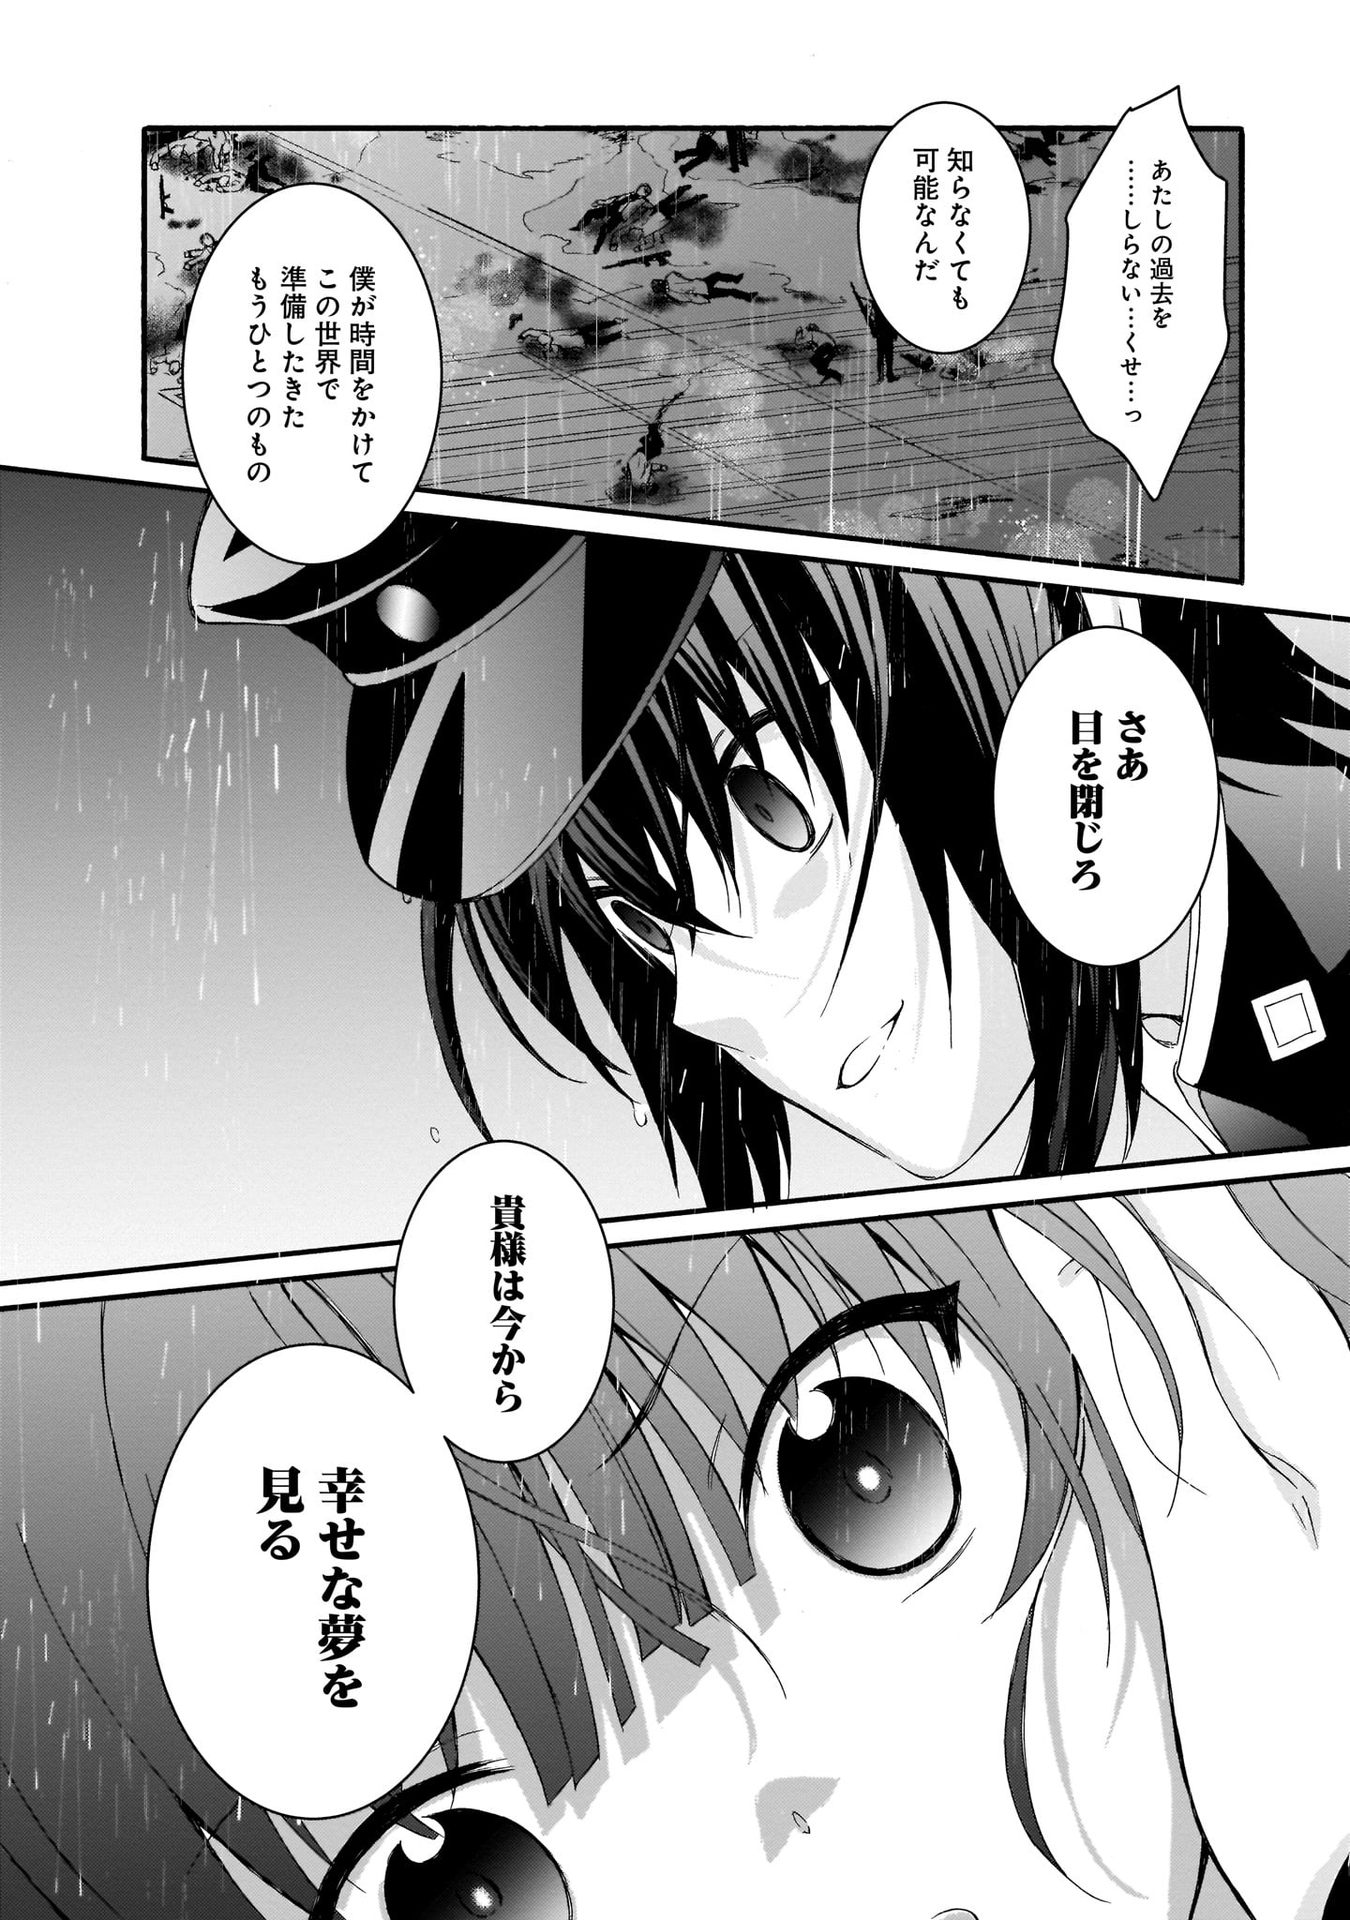 あたしの過去を
……しらない…くせ…っ
知らなくても
可能なんだ
僕が時間をかけて
この世界で
準備したきた
もうひとつのもの
さあ
目を閉じろ
貴様は今から
幸せな夢を
見る